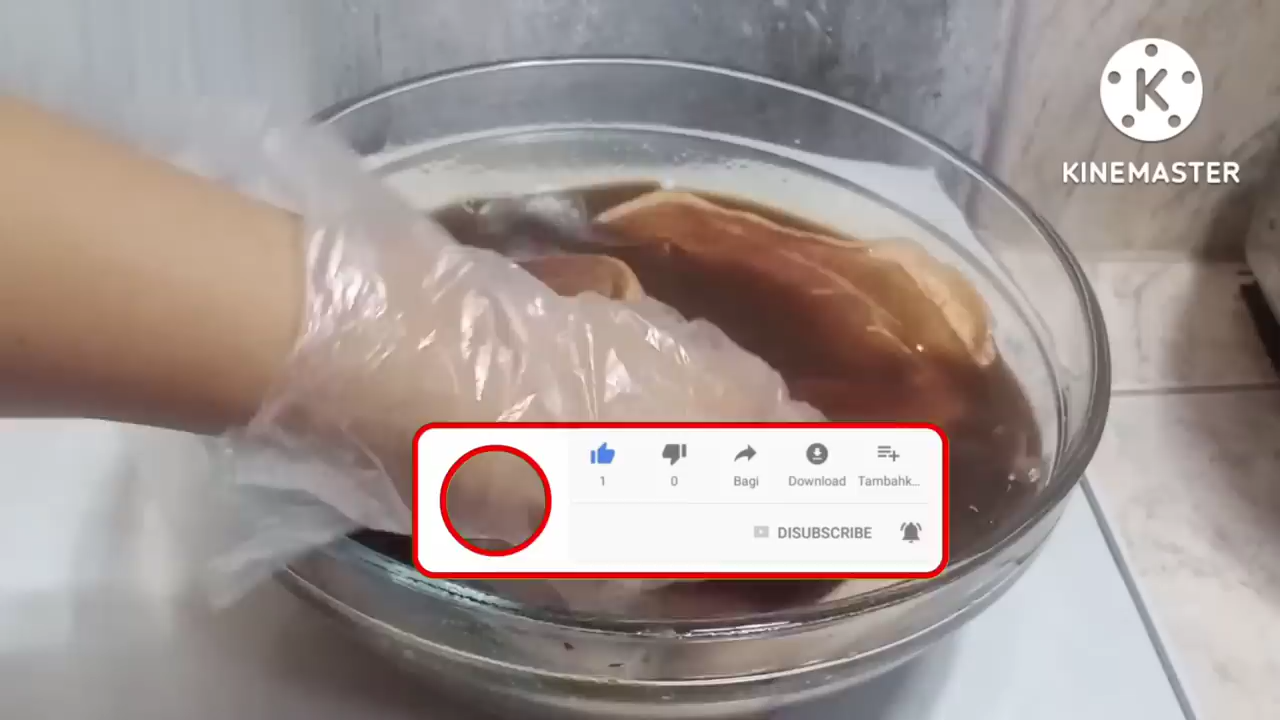 K
KINEMASTER
1
0
Bagi
Download
Tambahk...
DISUBSCRIBE